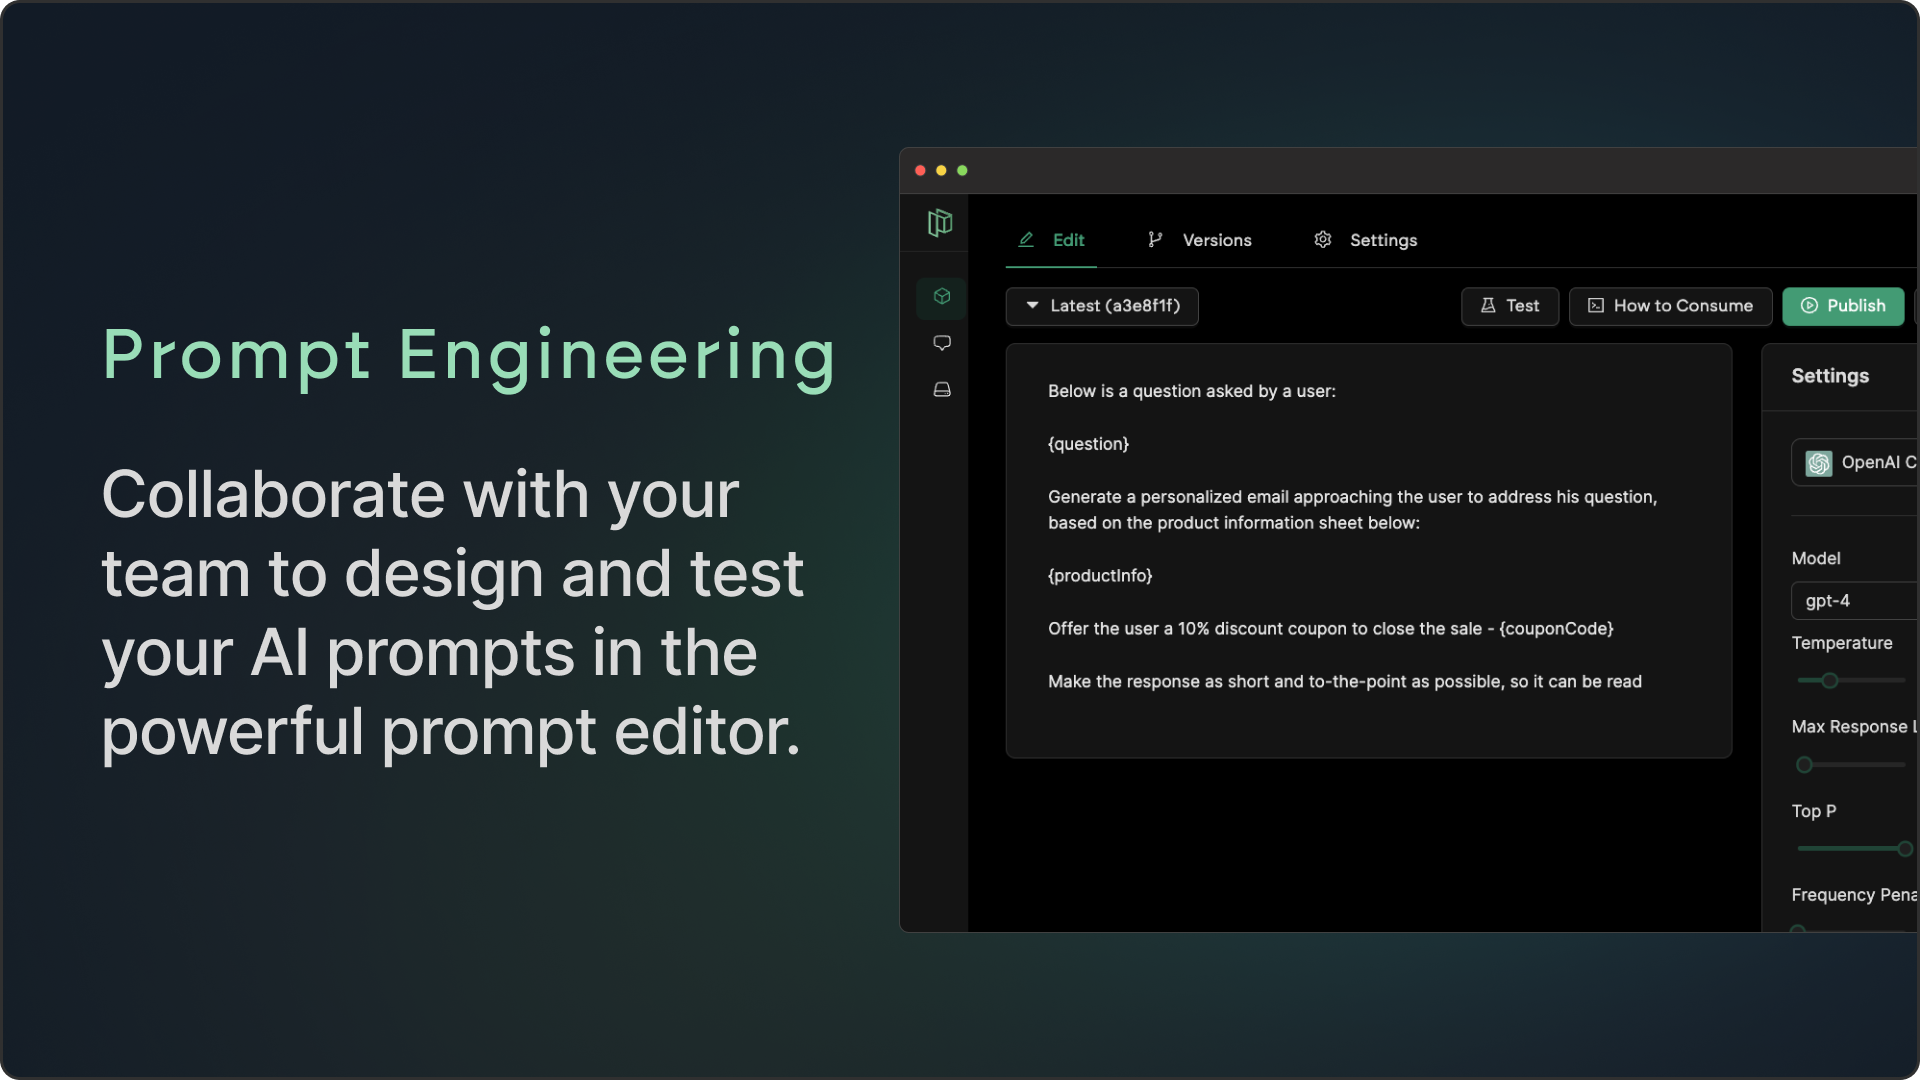 Prompt Engineering
Collaborate with your
team to design and test
your AI prompts in the
powerful prompt editor.
Edit
Versions
Settings
Latest (a3e8f1f)
Test
How to Consume
Publish
Below is a question asked by a user:
{question}
Generate a personalized email approaching the user to address his question,
based on the product information sheet below:
{productInfo}
Offer the user a 10% discount coupon to close the sale - {couponCode}
Make the response as short and to-the-point as possible, so it can be read
Settings
OpenAI C
Model
gpt-4
Temperature
Max Response L
Top P
Frequency Pena